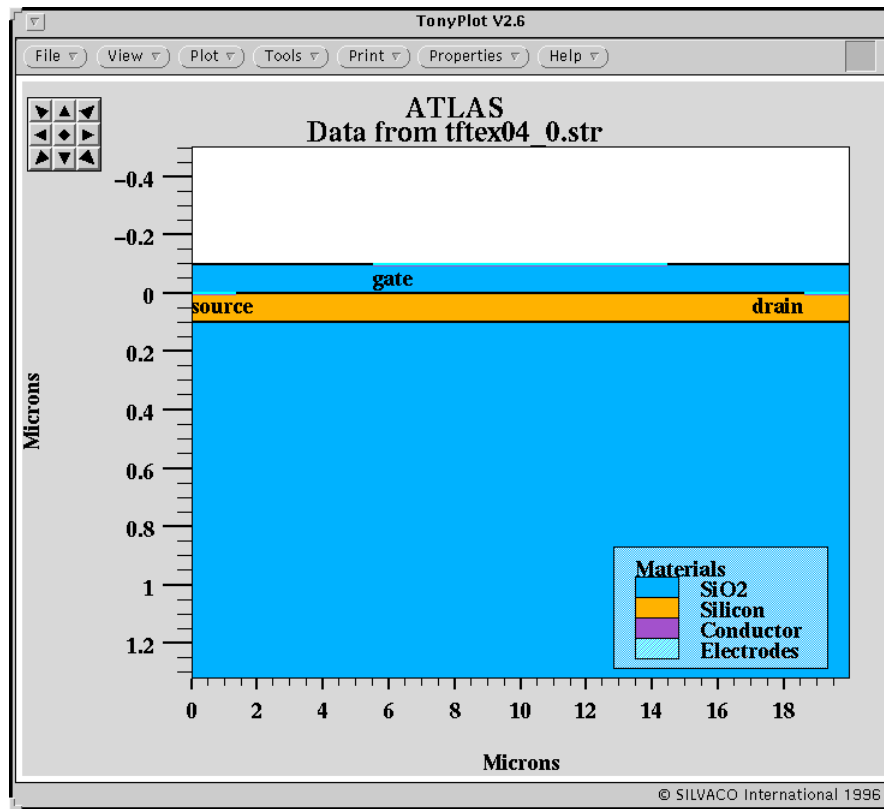 TonyPlot V2.6
File View Plot Tools Print Properties Help
ATLAS
Data from tftex04_0.str
−0.4
−0.2
gate
0
source drain
0.2
0.4
Microns
0.6
0.8
Materials
1
SiO2
Silicon
Conductor
1.2
Electrodes
0 2 4 6 8 10 12 14 16 18
Microns
© SILVACO International 1996